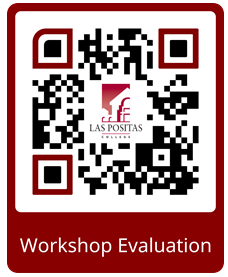 LAS POSITAS
COLLEGE
Workshop Evaluation